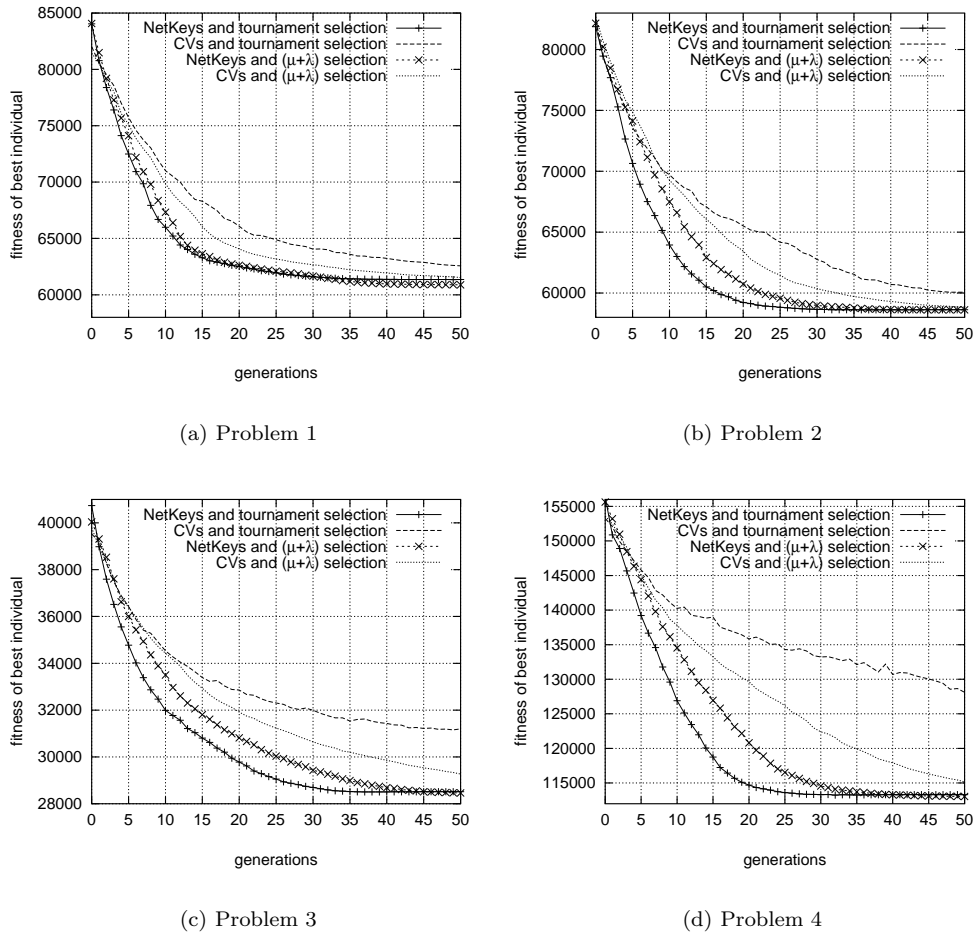 85000
80000
75000
70000
65000
60000
fitness of best individual
NetKeys and tournament selection
CVs and tournament selection
NetKeys and (μ+λ) selection
CVs and (μ+λ) selection
0 5 10 15 20 25 30 35 40 45 50
generations
(a) Problem 1
80000
75000
70000
65000
60000
fitness of best individual
NetKeys and tournament selection
CVs and tournament selection
NetKeys and (μ+λ) selection
CVs and (μ+λ) selection
0 5 10 15 20 25 30 35 40 45 50
generations
(b) Problem 2
40000
38000
36000
34000
32000
30000
28000
fitness of best individual
NetKeys and tournament selection
CVs and tournament selection
NetKeys and (μ+λ) selection
CVs and (μ+λ) selection
0 5 10 15 20 25 30 35 40 45 50
generations
(c) Problem 3
155000
150000
145000
140000
135000
130000
125000
120000
115000
fitness of best individual
NetKeys and tournament selection
CVs and tournament selection
NetKeys and (μ+λ) selection
CVs and (μ+λ) selection
0 5 10 15 20 25 30 35 40 45 50
generations
(d) Problem 4